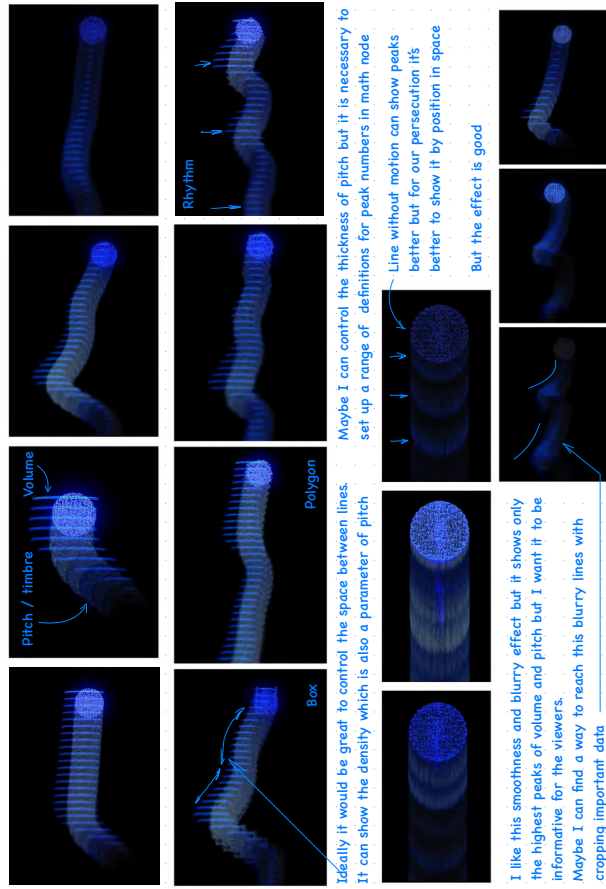 Pitch / timbre
Volume
Rhythm
Box
Polygon
Ideally it would be great to control the space between lines.
It can show the density which is also a parameter of pitch
Maybe I can control the thickness of pitch but it is necessary to
set up a range of definitions for peak numbers in math node
Line without motion can show peaks
better but for our persecution it's
better to show it by position in space
But the effect is good
I like this smoothness and blurry effect but it shows only
the highest peaks of volume and pitch but I want it to be
informative for the viewers.
Maybe I can find a way to reach this blurry lines with
cropping important data